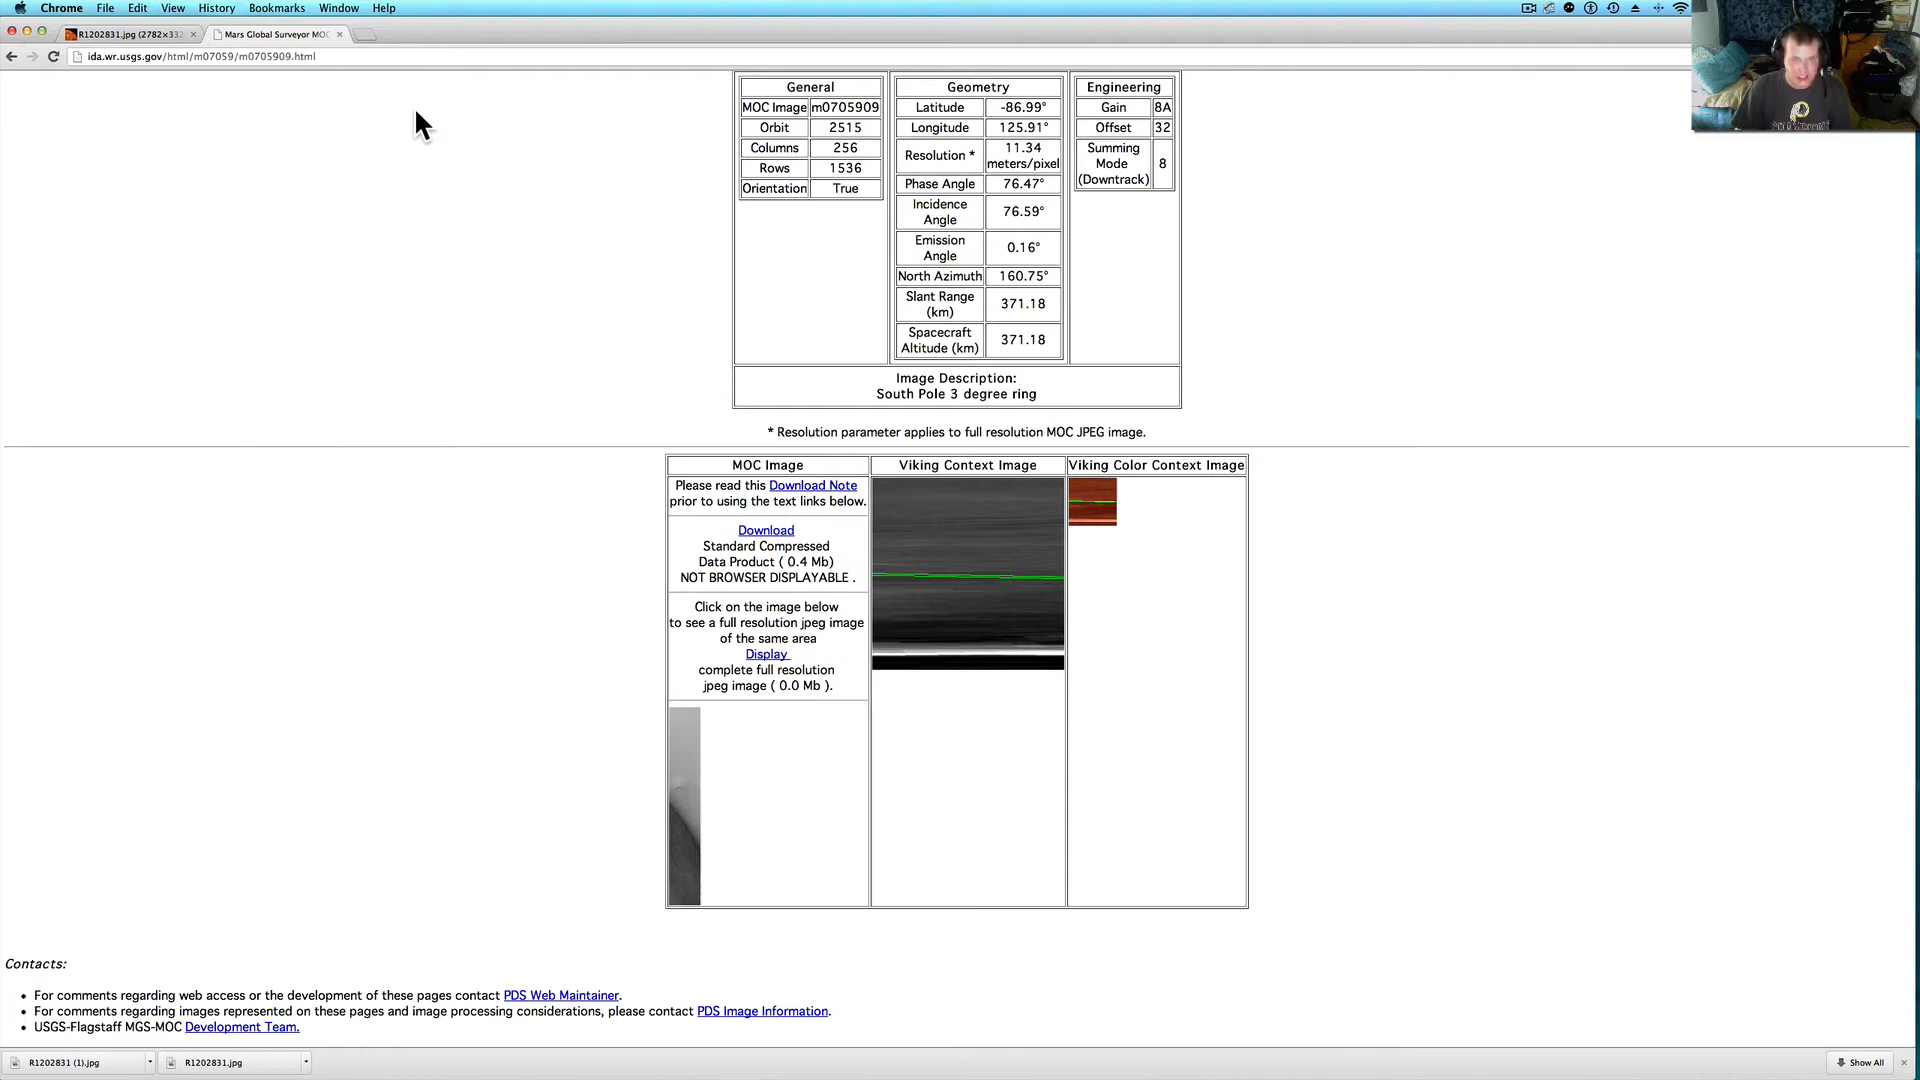 Chrome File Edit View History Bookmarks Window Help
R1202831.jpg (2782×332
Mars Global Surveyor MOC
ida.wr.usgs.gov/html/m07059/m0705909.html
General
MOC Image m0705909
Orbit 2515
Columns 256
Rows 1536
Orientation True
Geometry
Latitude -86.99°
Longitude 125.91°
Resolution * 11.34 meters/pixel
Phase Angle 76.47°
Incidence Angle 76.59°
Emission Angle 0.16°
North Azimuth 160.75°
Slant Range (km) 371.18
Spacecraft Altitude (km) 371.18
Engineering
Gain 8A
Offset 32
Summing Mode (Downtrack) 8
Image Description:
South Pole 3 degree ring
* Resolution parameter applies to full resolution MOC JPEG image.
MOC Image
Please read this Download Note
prior to using the text links below.
Download
Standard Compressed
Data Product ( 0.4 Mb)
NOT BROWSER DISPLAYABLE .
Click on the image below
to see a full resolution jpeg image
of the same area
Display
complete full resolution
jpeg image ( 0.0 Mb ).
Viking Context Image
Viking Color Context Image
Contacts:
• For comments regarding web access or the development of these pages contact PDS Web Maintainer.
• For comments regarding images represented on these pages and image processing considerations, please contact PDS Image Information.
• USGS-Flagstaff MGS-MOC Development Team.
R1202831 (1).jpg
R1202831.jpg
Show All